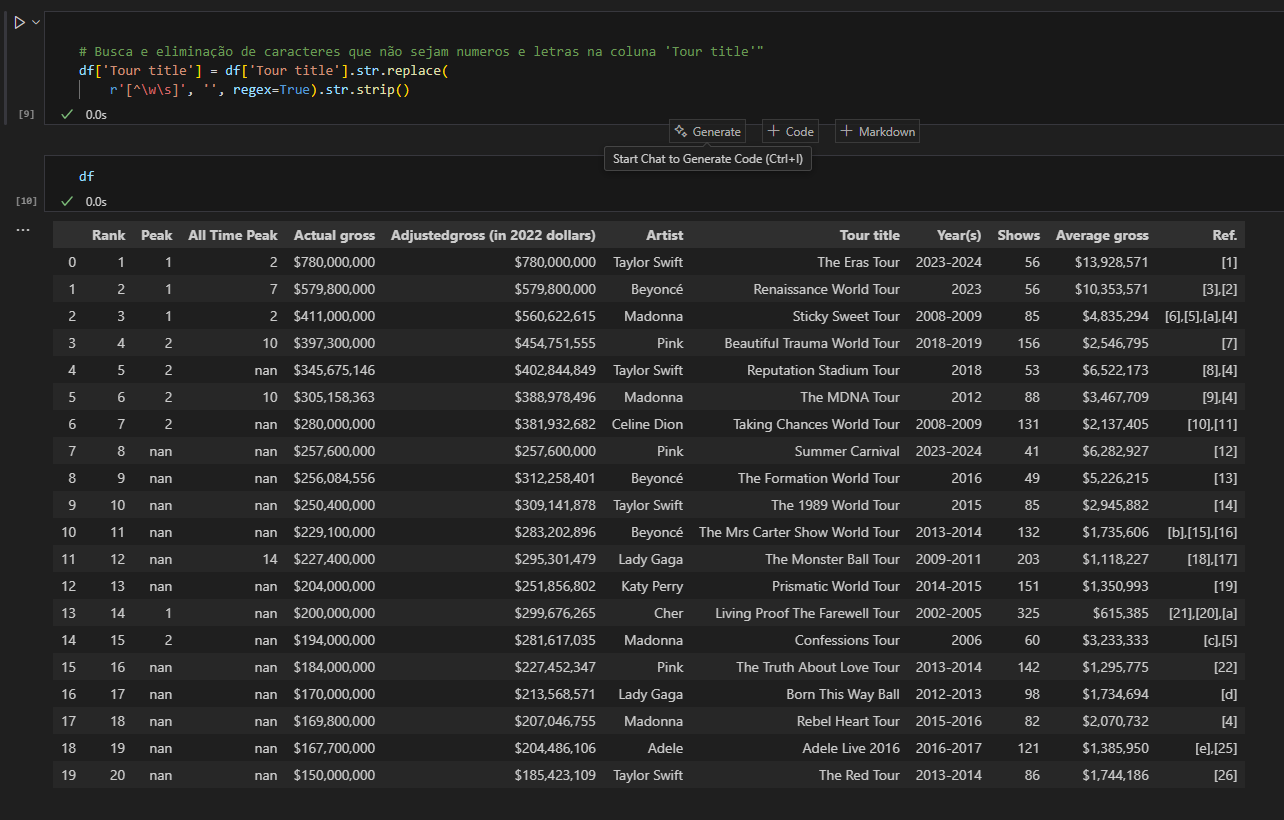 # Busca e eliminação de caracteres que não sejam numeros e letras na coluna 'Tour title'"
df['Tour title'] = df['Tour title'].str.replace(
r'[^\w\s]', '', regex=True).str.strip()
[9] 0.0s
Generate Code Markdown
Start Chat to Generate Code (Ctrl+I)
df
[10] 0.0s
...
Rank Peak All Time Peak Actual gross Adjustedgross (in 2022 dollars) Artist Tour title Year(s) Shows Average gross Ref.
0 1 1 2 $780,000,000 $780,000,000 Taylor Swift The Eras Tour 2023-2024 56 $13,928,571 [1]
1 2 1 7 $579,800,000 $579,800,000 Beyoncé Renaissance World Tour 2023 56 $10,353,571 [3],[2]
2 3 1 2 $411,000,000 $560,622,615 Madonna Sticky Sweet Tour 2008-2009 85 $4,835,294 [6],[5],[a],[4]
3 4 2 10 $397,300,000 $454,751,555 Pink Beautiful Trauma World Tour 2018-2019 156 $2,546,795 [7]
4 5 2 nan $345,675,146 $402,844,849 Taylor Swift Reputation Stadium Tour 2018 53 $6,522,173 [8],[4]
5 6 2 10 $305,158,363 $388,978,496 Madonna The MDNA Tour 2012 88 $3,467,709 [9],[4]
6 7 2 nan $280,000,000 $381,932,682 Celine Dion Taking Chances World Tour 2008-2009 131 $2,137,405 [10],[11]
7 8 nan nan $257,600,000 $257,600,000 Pink Summer Carnival 2023-2024 41 $6,282,927 [12]
8 9 nan nan $256,084,556 $312,258,401 Beyoncé The Formation World Tour 2016 49 $5,226,215 [13]
9 10 nan nan $250,400,000 $309,141,878 Taylor Swift The 1989 World Tour 2015 85 $2,945,882 [14]
10 11 nan nan $229,100,000 $283,202,896 Beyoncé The Mrs Carter Show World Tour 2013-2014 132 $1,735,606 [b],[15],[16]
11 12 nan 14 $227,400,000 $295,301,479 Lady Gaga The Monster Ball Tour 2009-2011 203 $1,118,227 [18],[17]
12 13 nan nan $204,000,000 $251,856,802 Katy Perry Prismatic World Tour 2014-2015 151 $1,350,993 [19]
13 14 1 nan $200,000,000 $299,676,265 Cher Living Proof The Farewell Tour 2002-2005 325 $615,385 [21],[20],[a]
14 15 2 nan $194,000,000 $281,617,035 Madonna Confessions Tour 2006 60 $3,233,333 [c],[5]
15 16 nan nan $184,000,000 $227,452,347 Pink The Truth About Love Tour 2013-2014 142 $1,295,775 [22]
16 17 nan nan $170,000,000 $213,568,571 Lady Gaga Born This Way Ball 2012-2013 98 $1,734,694 [d]
17 18 nan nan $169,800,000 $207,046,755 Madonna Rebel Heart Tour 2015-2016 82 $2,070,732 [4]
18 19 nan nan $167,700,000 $204,486,106 Adele Adele Live 2016 2016-2017 121 $1,385,950 [e],[25]
19 20 nan nan $150,000,000 $185,423,109 Taylor Swift The Red Tour 2013-2014 86 $1,744,186 [26]